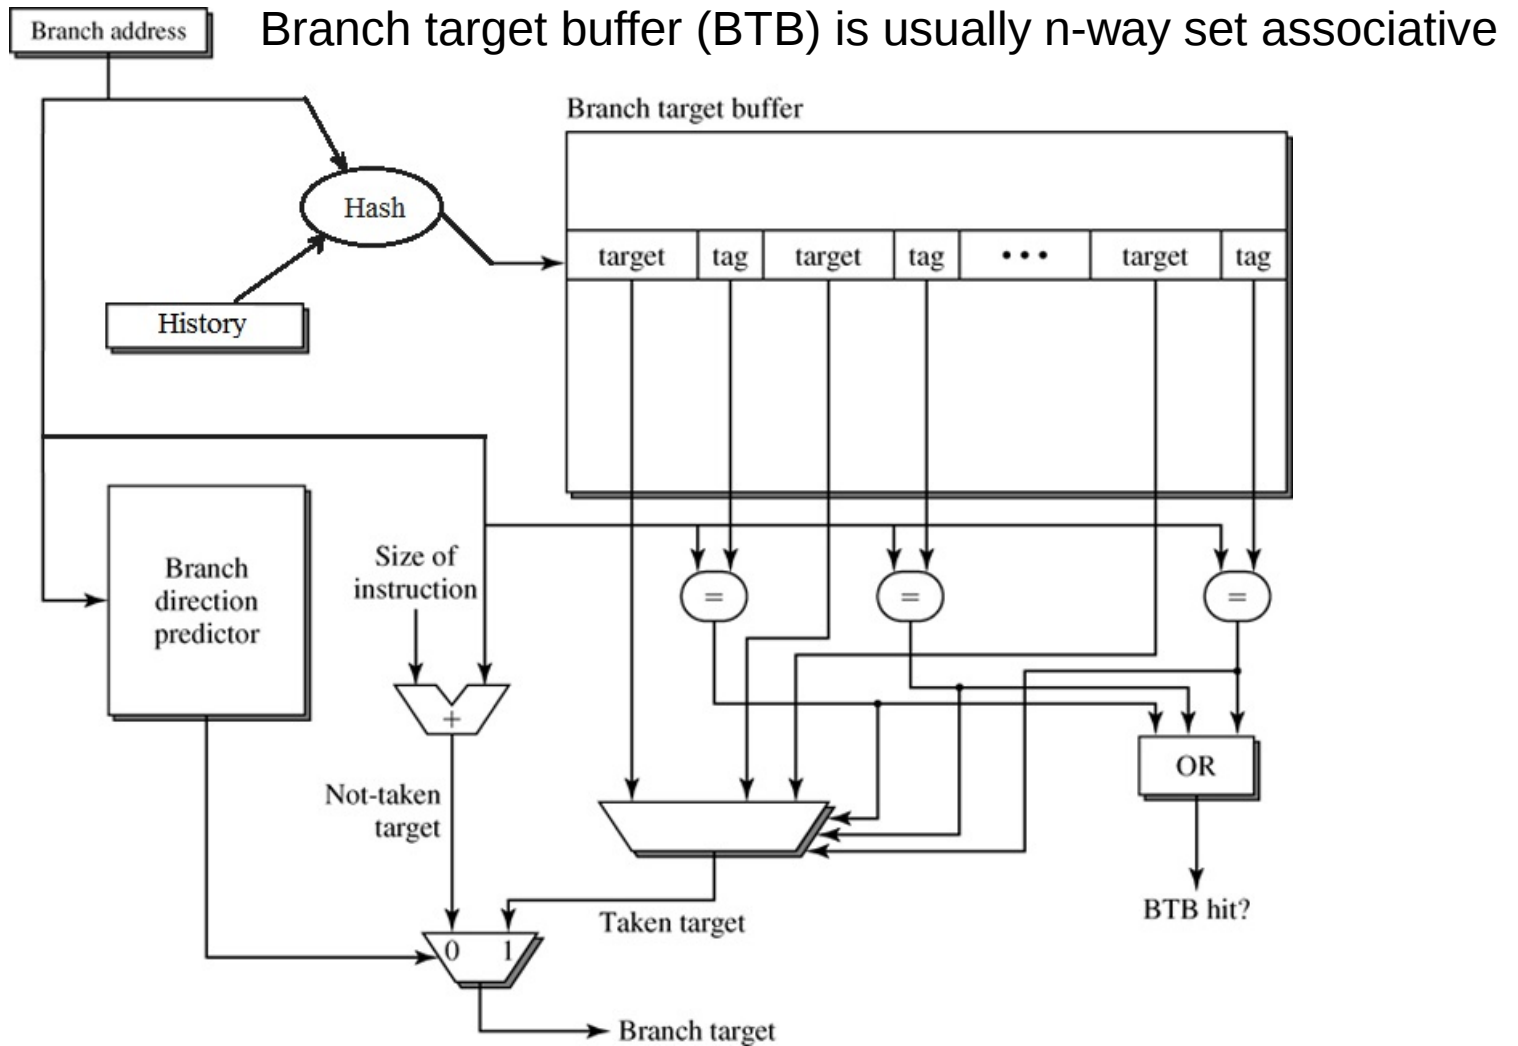 Branch address
Branch target buffer (BTB) is usually n-way set associative
Branch target buffer
Hash
target tag target tag ••• target tag
History
Branch
direction
predictor
Size of
instruction
= = =
+
OR
Not-taken
target
BTB hit?
Taken target
0 1
Branch target